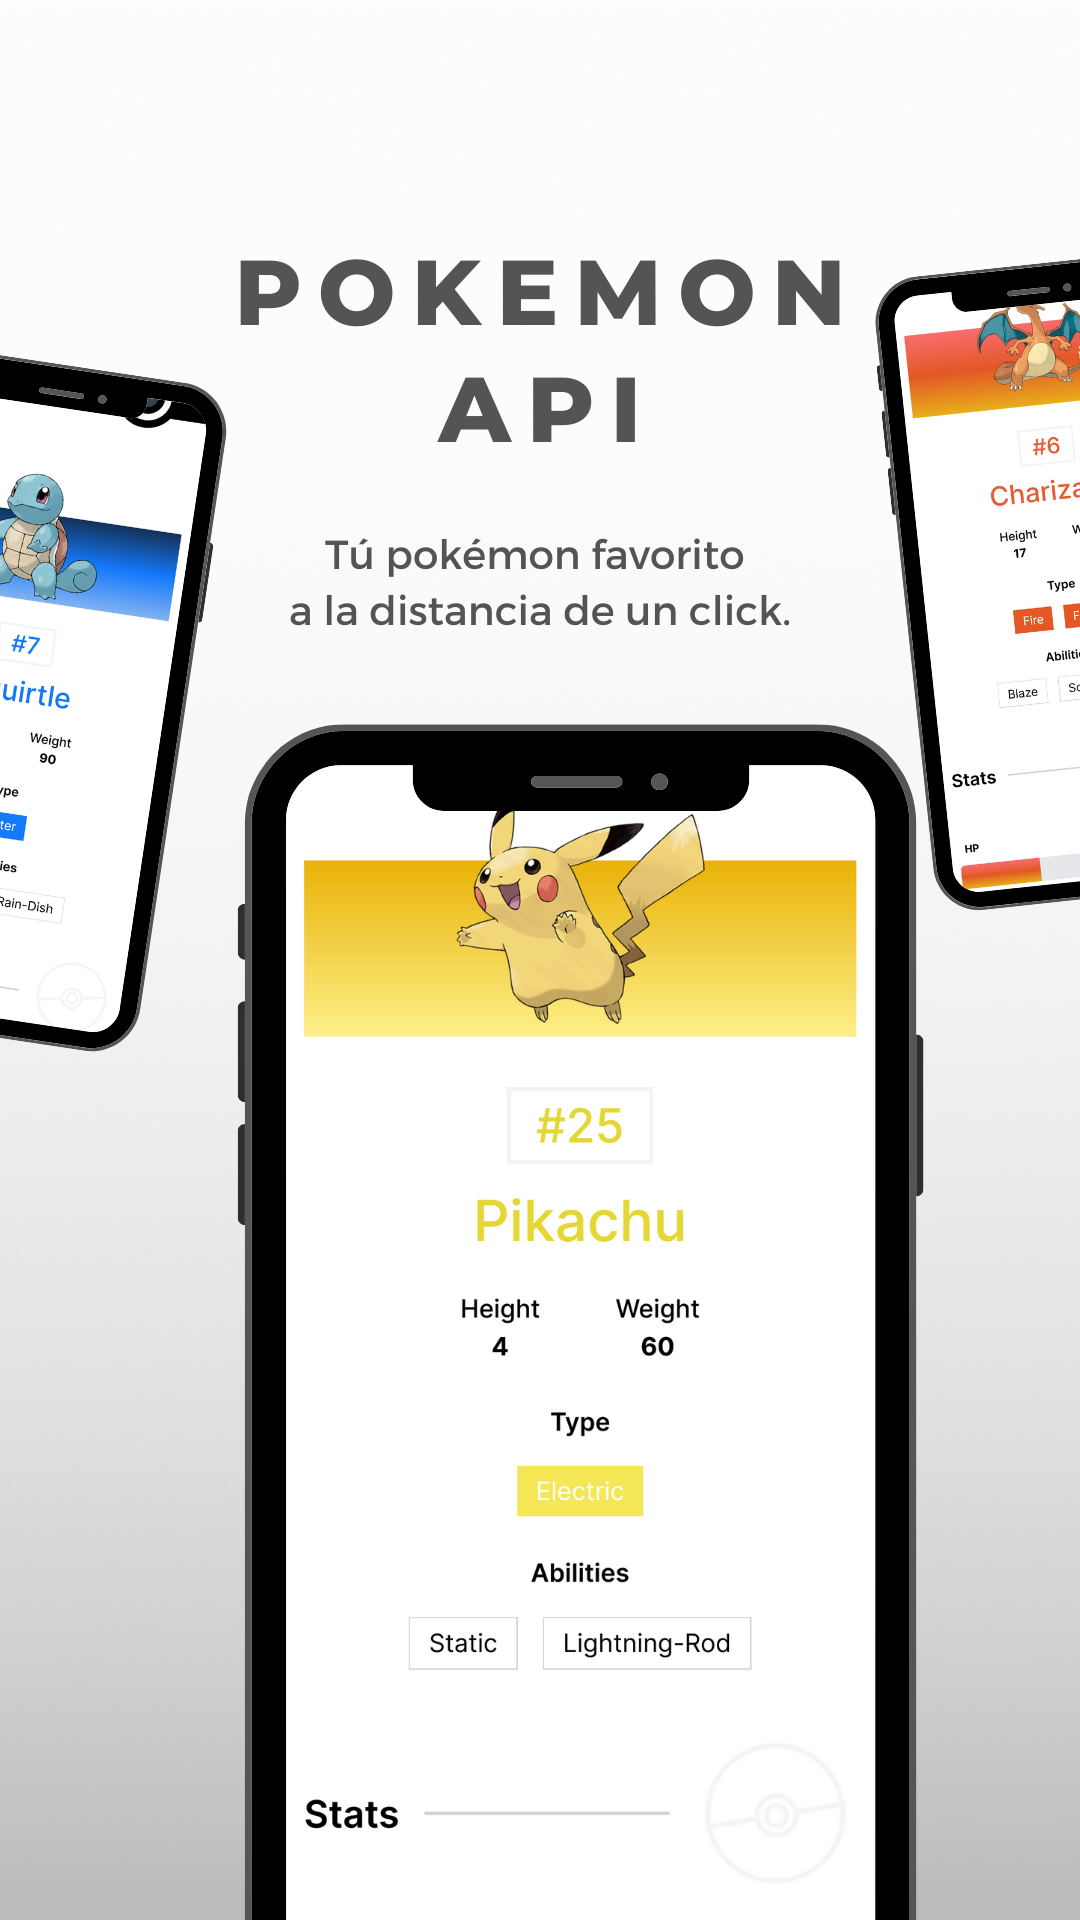 POKEMON
API
Tú pokémon favorito
a la distancia de un click.
#7
uirtle
Weight
90
ype
ter
ies
Rain-Dish
#6
Chariza
Height
17
Type
Fire
Abiliti
Blaze
Stats
HP
#25
Pikachu
Height Weight
4 60
Type
Electric
Abilities
Static Lightning-Rod
Stats